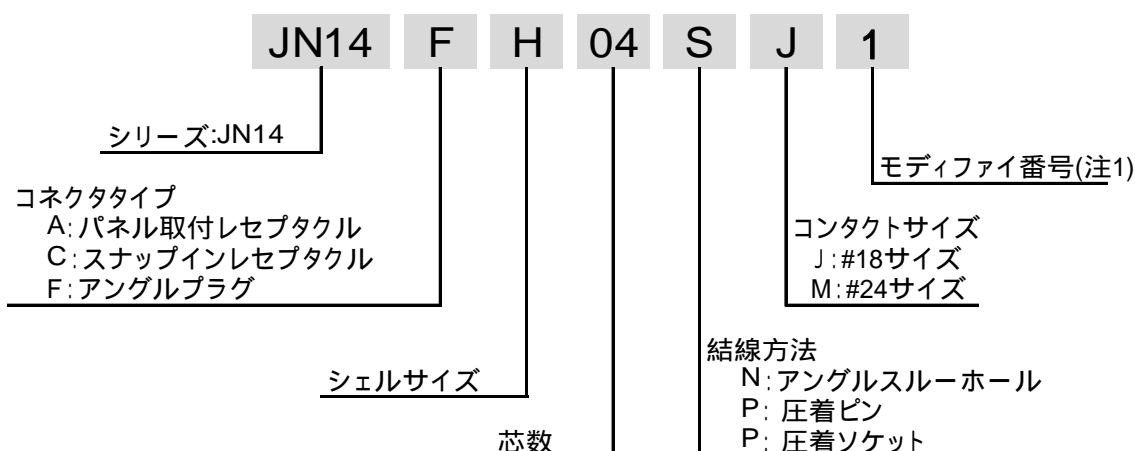 JN14 F H 04 S J 1
シリーズ:JN14
モディファイ番号(注1)
コネクタタイプ
A:パネル取付レセプタクル
C:スナップインレセプタクル
F:アングルプラグ
コンタクトサイズ
J:#18サイズ
M:#24サイズ
シェルサイズ
結線方法
N:アングルスルーホール
P:圧着ピン
P:圧着ソケット
芯数